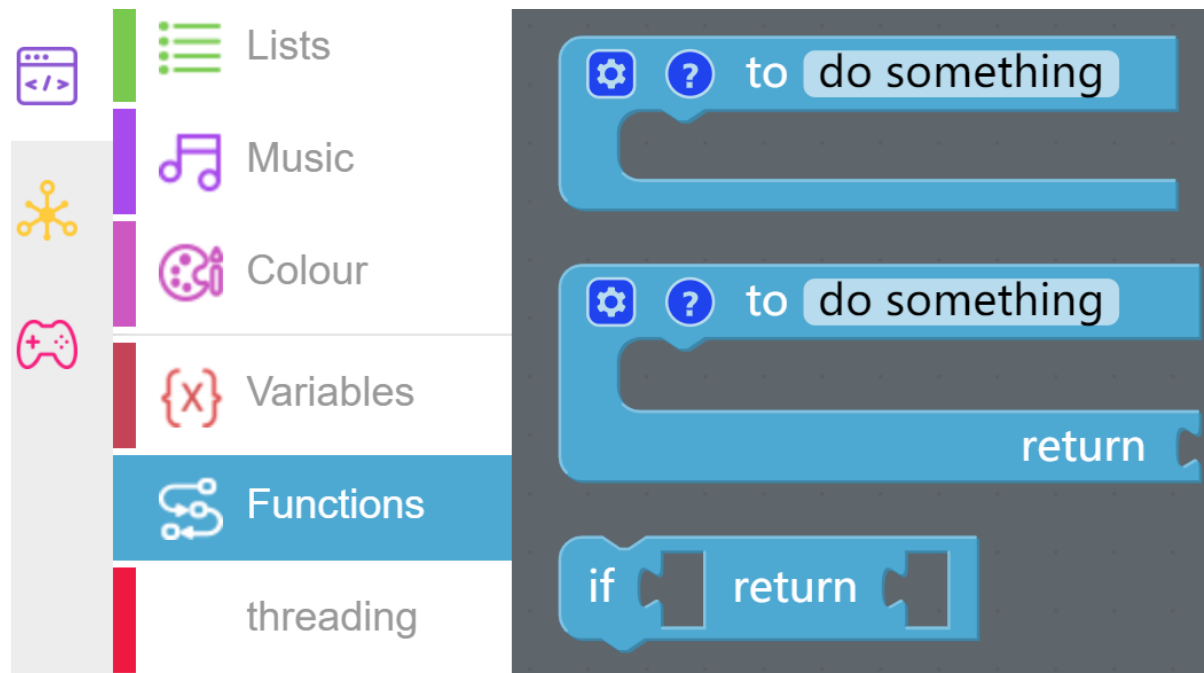 Lists
Music
Colour
Variables
Functions
threading
? to do something
? to do something
return
if return